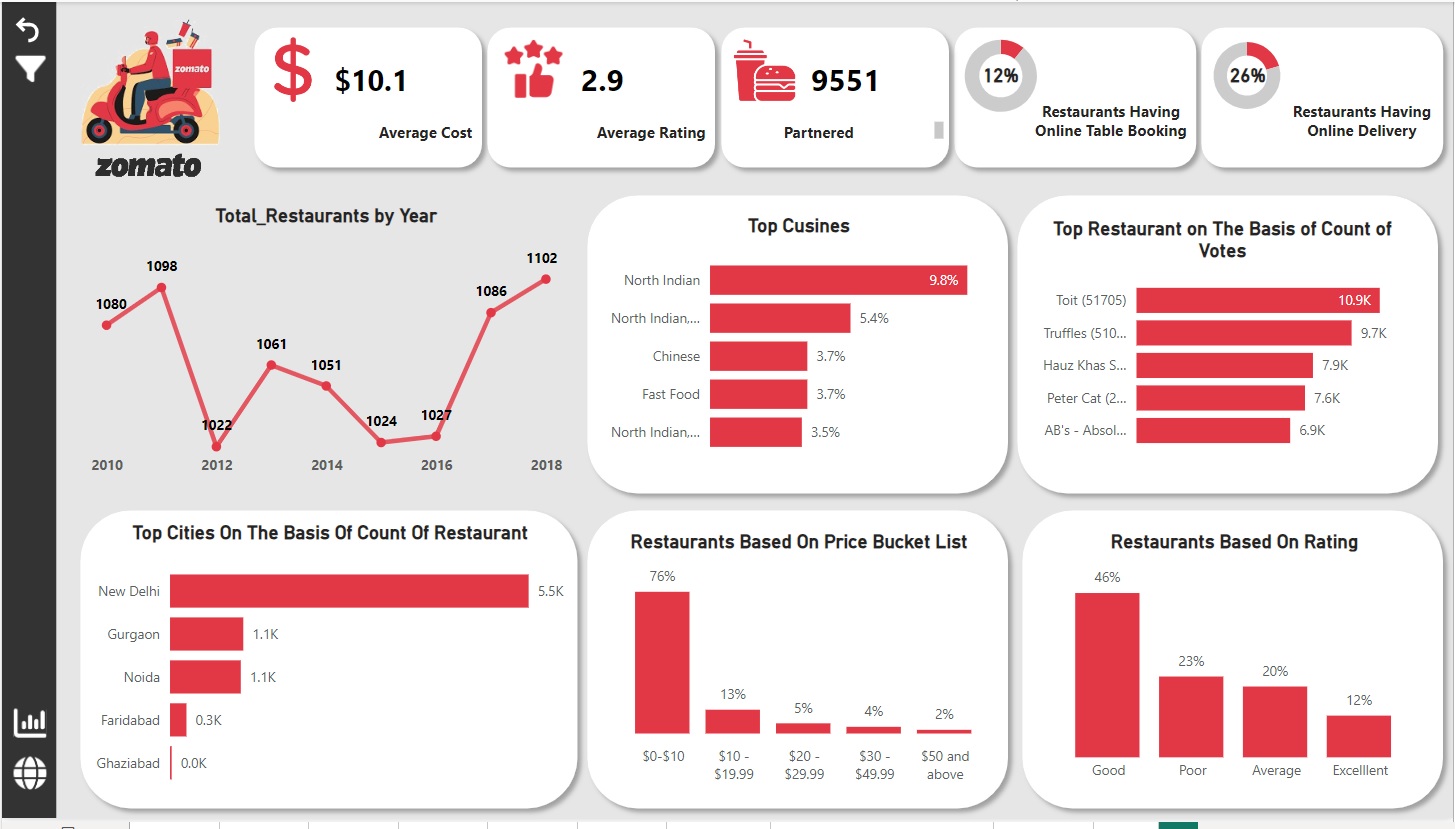 zomato
zomato
$10.1
Average Cost
2.9
Average Rating
9551
Partnered
12%
Restaurants Having
Online Table Booking
26%
Restaurants Having
Online Delivery
Total_Restaurants by Year
1080
1098
1022
1061
1051
1024
1027
1086
1102
2010
2012
2014
2016
2018
Top Cusines
North Indian
9.8%
North Indian,...
5.4%
Chinese
3.7%
Fast Food
3.7%
North Indian,...
3.5%
Top Restaurant on The Basis of Count of
Votes
Toit (51705)
10.9K
Truffles (510...
9.7K
Hauz Khas S...
7.9K
Peter Cat (2...
7.6K
AB's - Absol...
6.9K
Top Cities On The Basis Of Count Of Restaurant
New Delhi
5.5K
Gurgaon
1.1K
Noida
1.1K
Faridabad
0.3K
Ghaziabad
0.0K
Restaurants Based On Price Bucket List
76%
13%
5%
4%
2%
$0-$10
$10 -
$19.99
$20 -
$29.99
$30 -
$49.99
$50 and
above
Restaurants Based On Rating
46%
23%
20%
12%
Good
Poor
Average
Excelllent